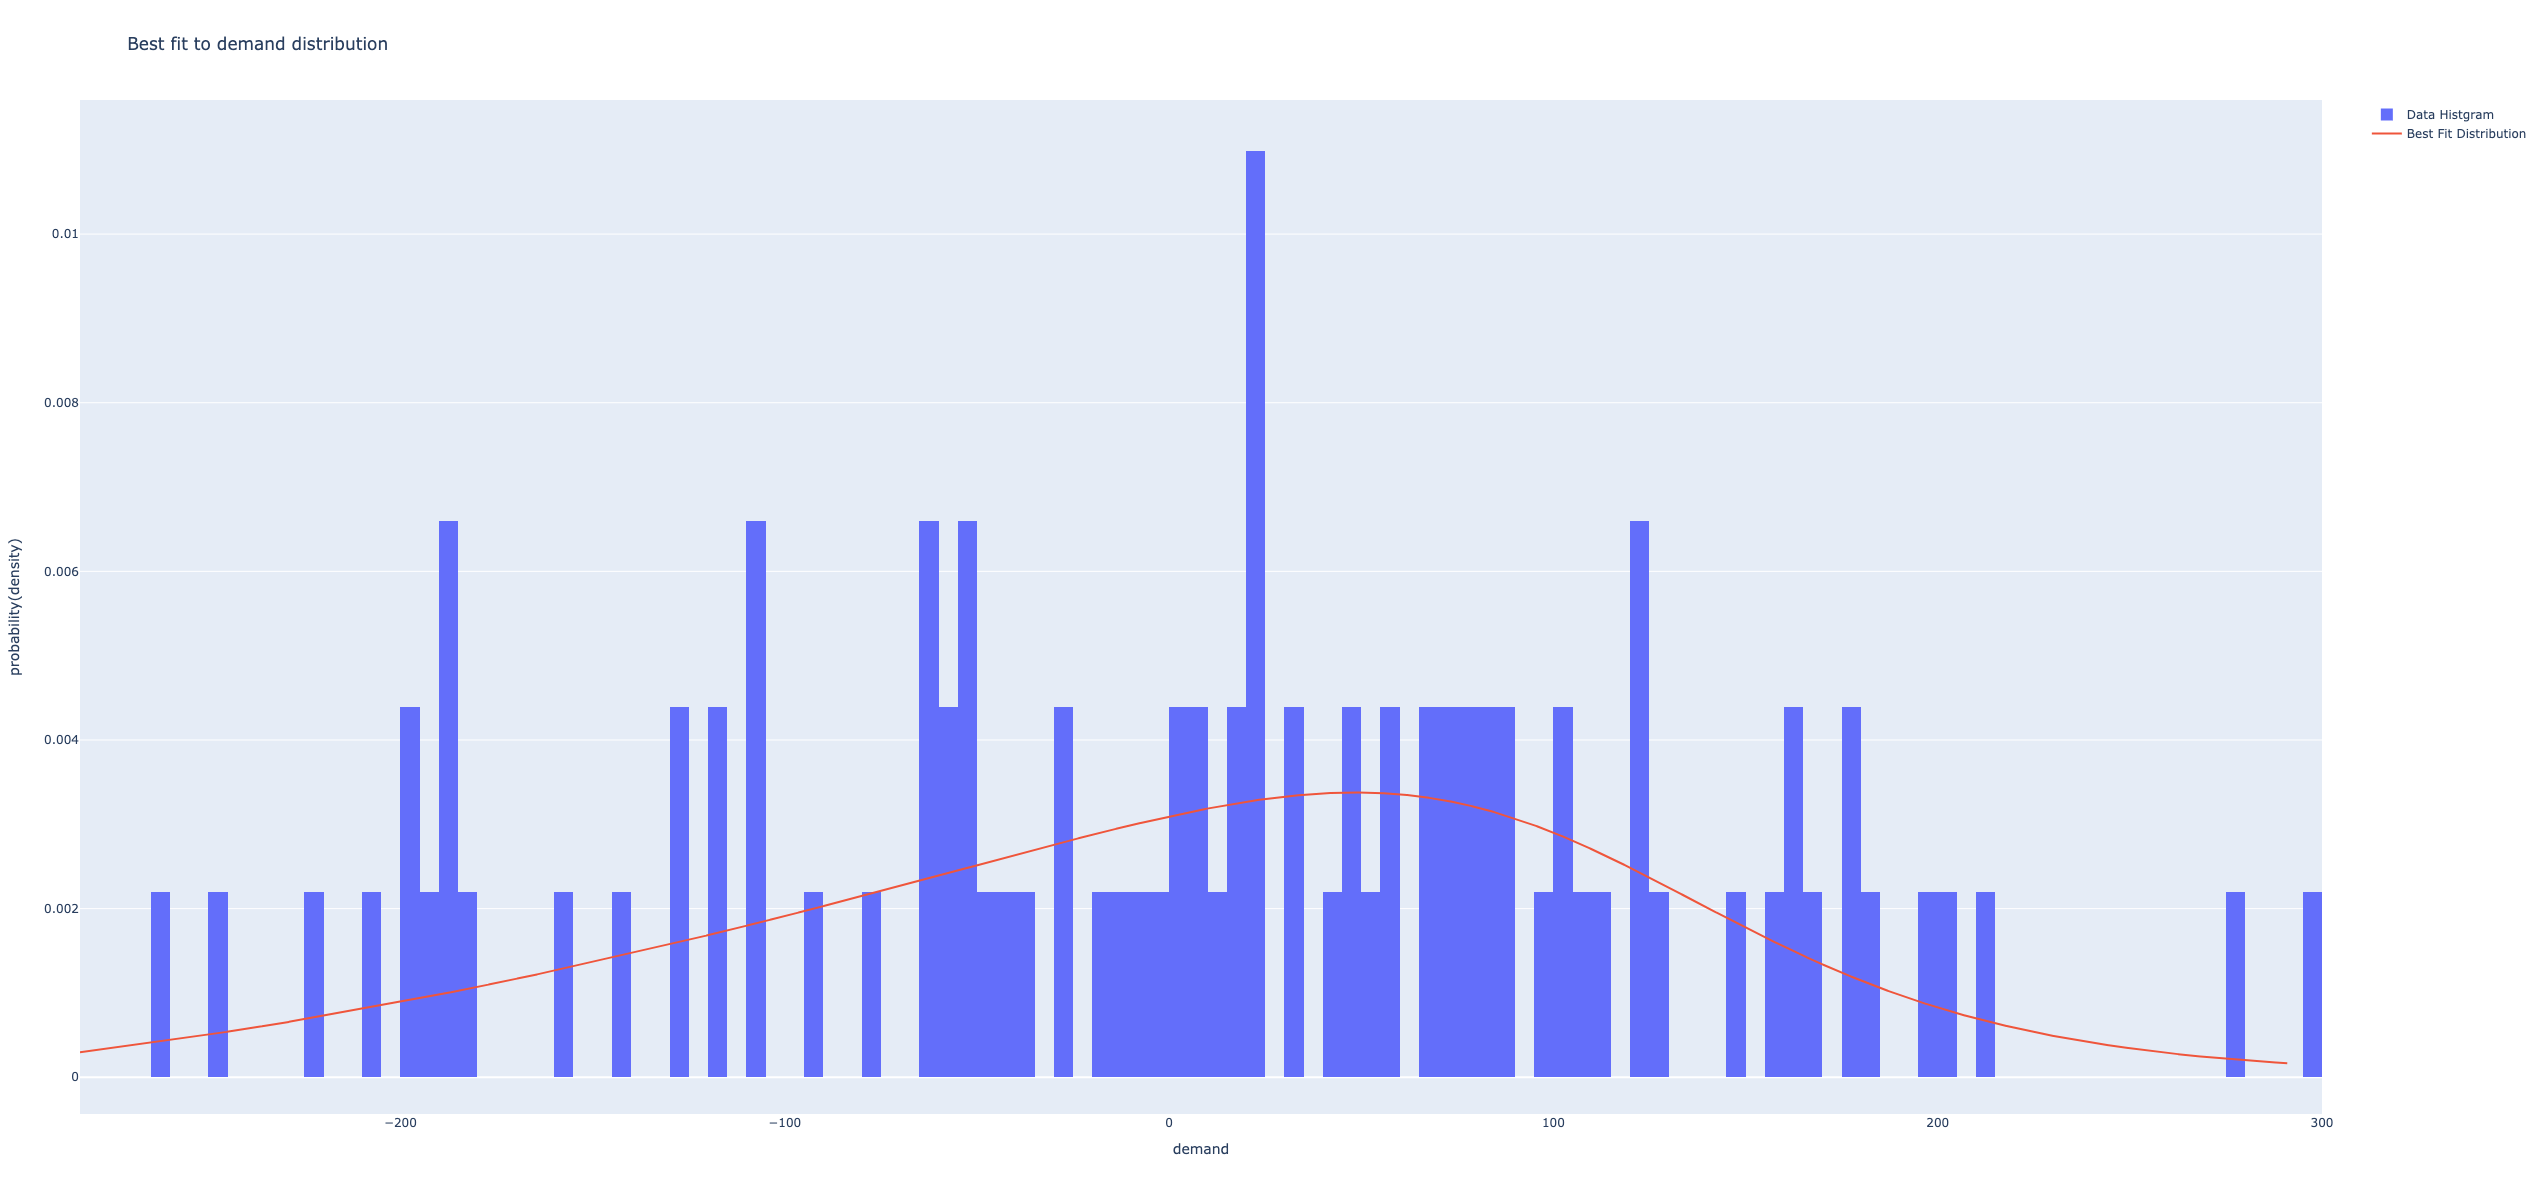 Best fit to demand distribution
Data Histgram
Best Fit Distribution
probability(density)
0.01
0.008
0.006
0.004
0.002
0
−200
−100
0
100
200
300
demand